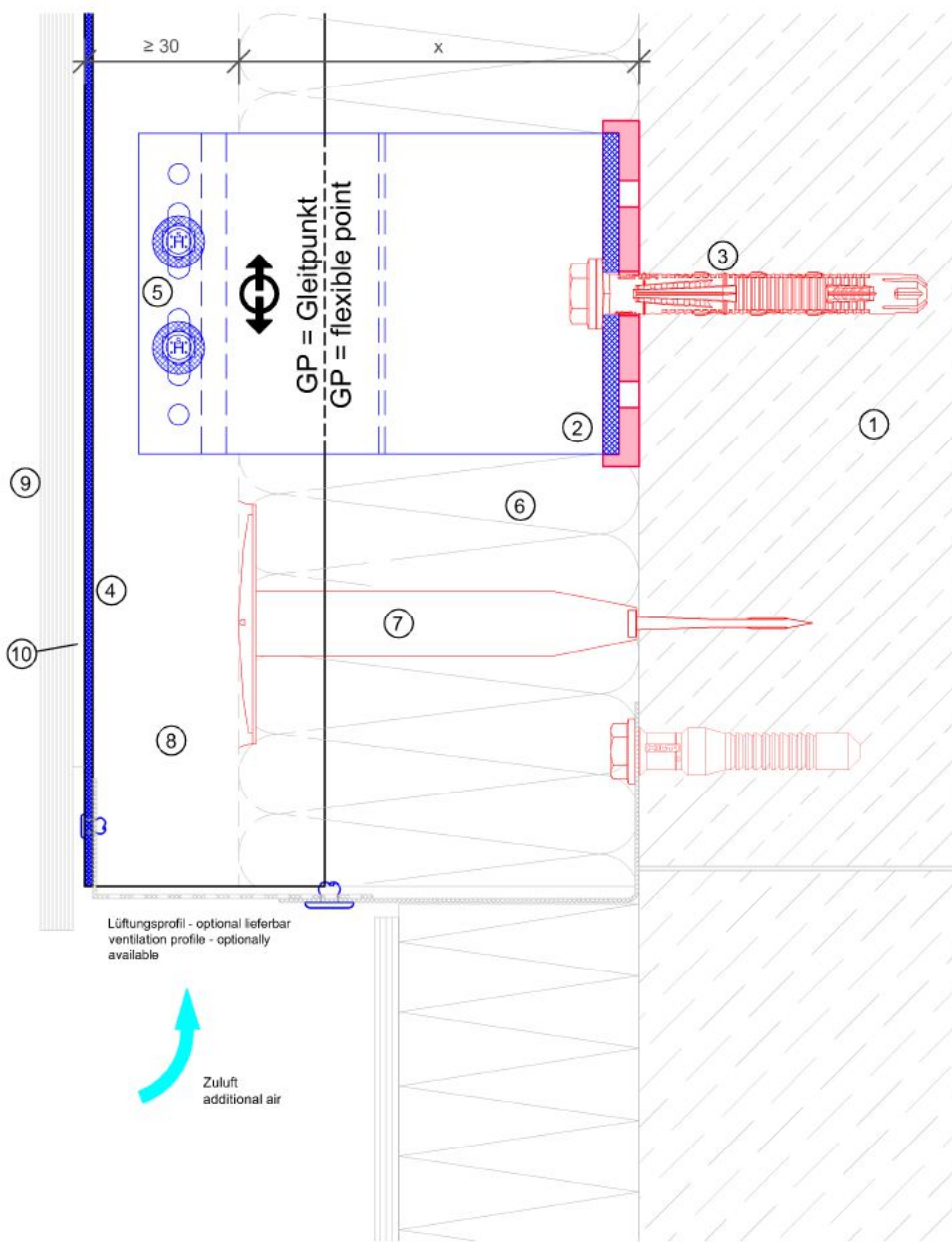 ≥ 30
x
GP = Gleitpunkt
GP = flexible point
3
5
2
1
9
6
4
7
10
8
Lüftungsprofil - optional lieferbar
ventilation profile - optionally
available
Zuluft
additional air